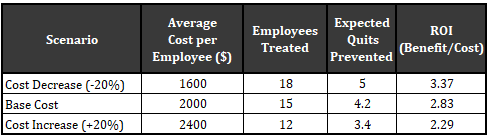 Scenario Average Cost per Employee ($) Employees Treated Expected Quits Prevented ROI (Benefit/Cost)
Cost Decrease (-20%) 1600 18 5 3.37
Base Cost 2000 15 4.2 2.83
Cost Increase (+20%) 2400 12 3.4 2.29